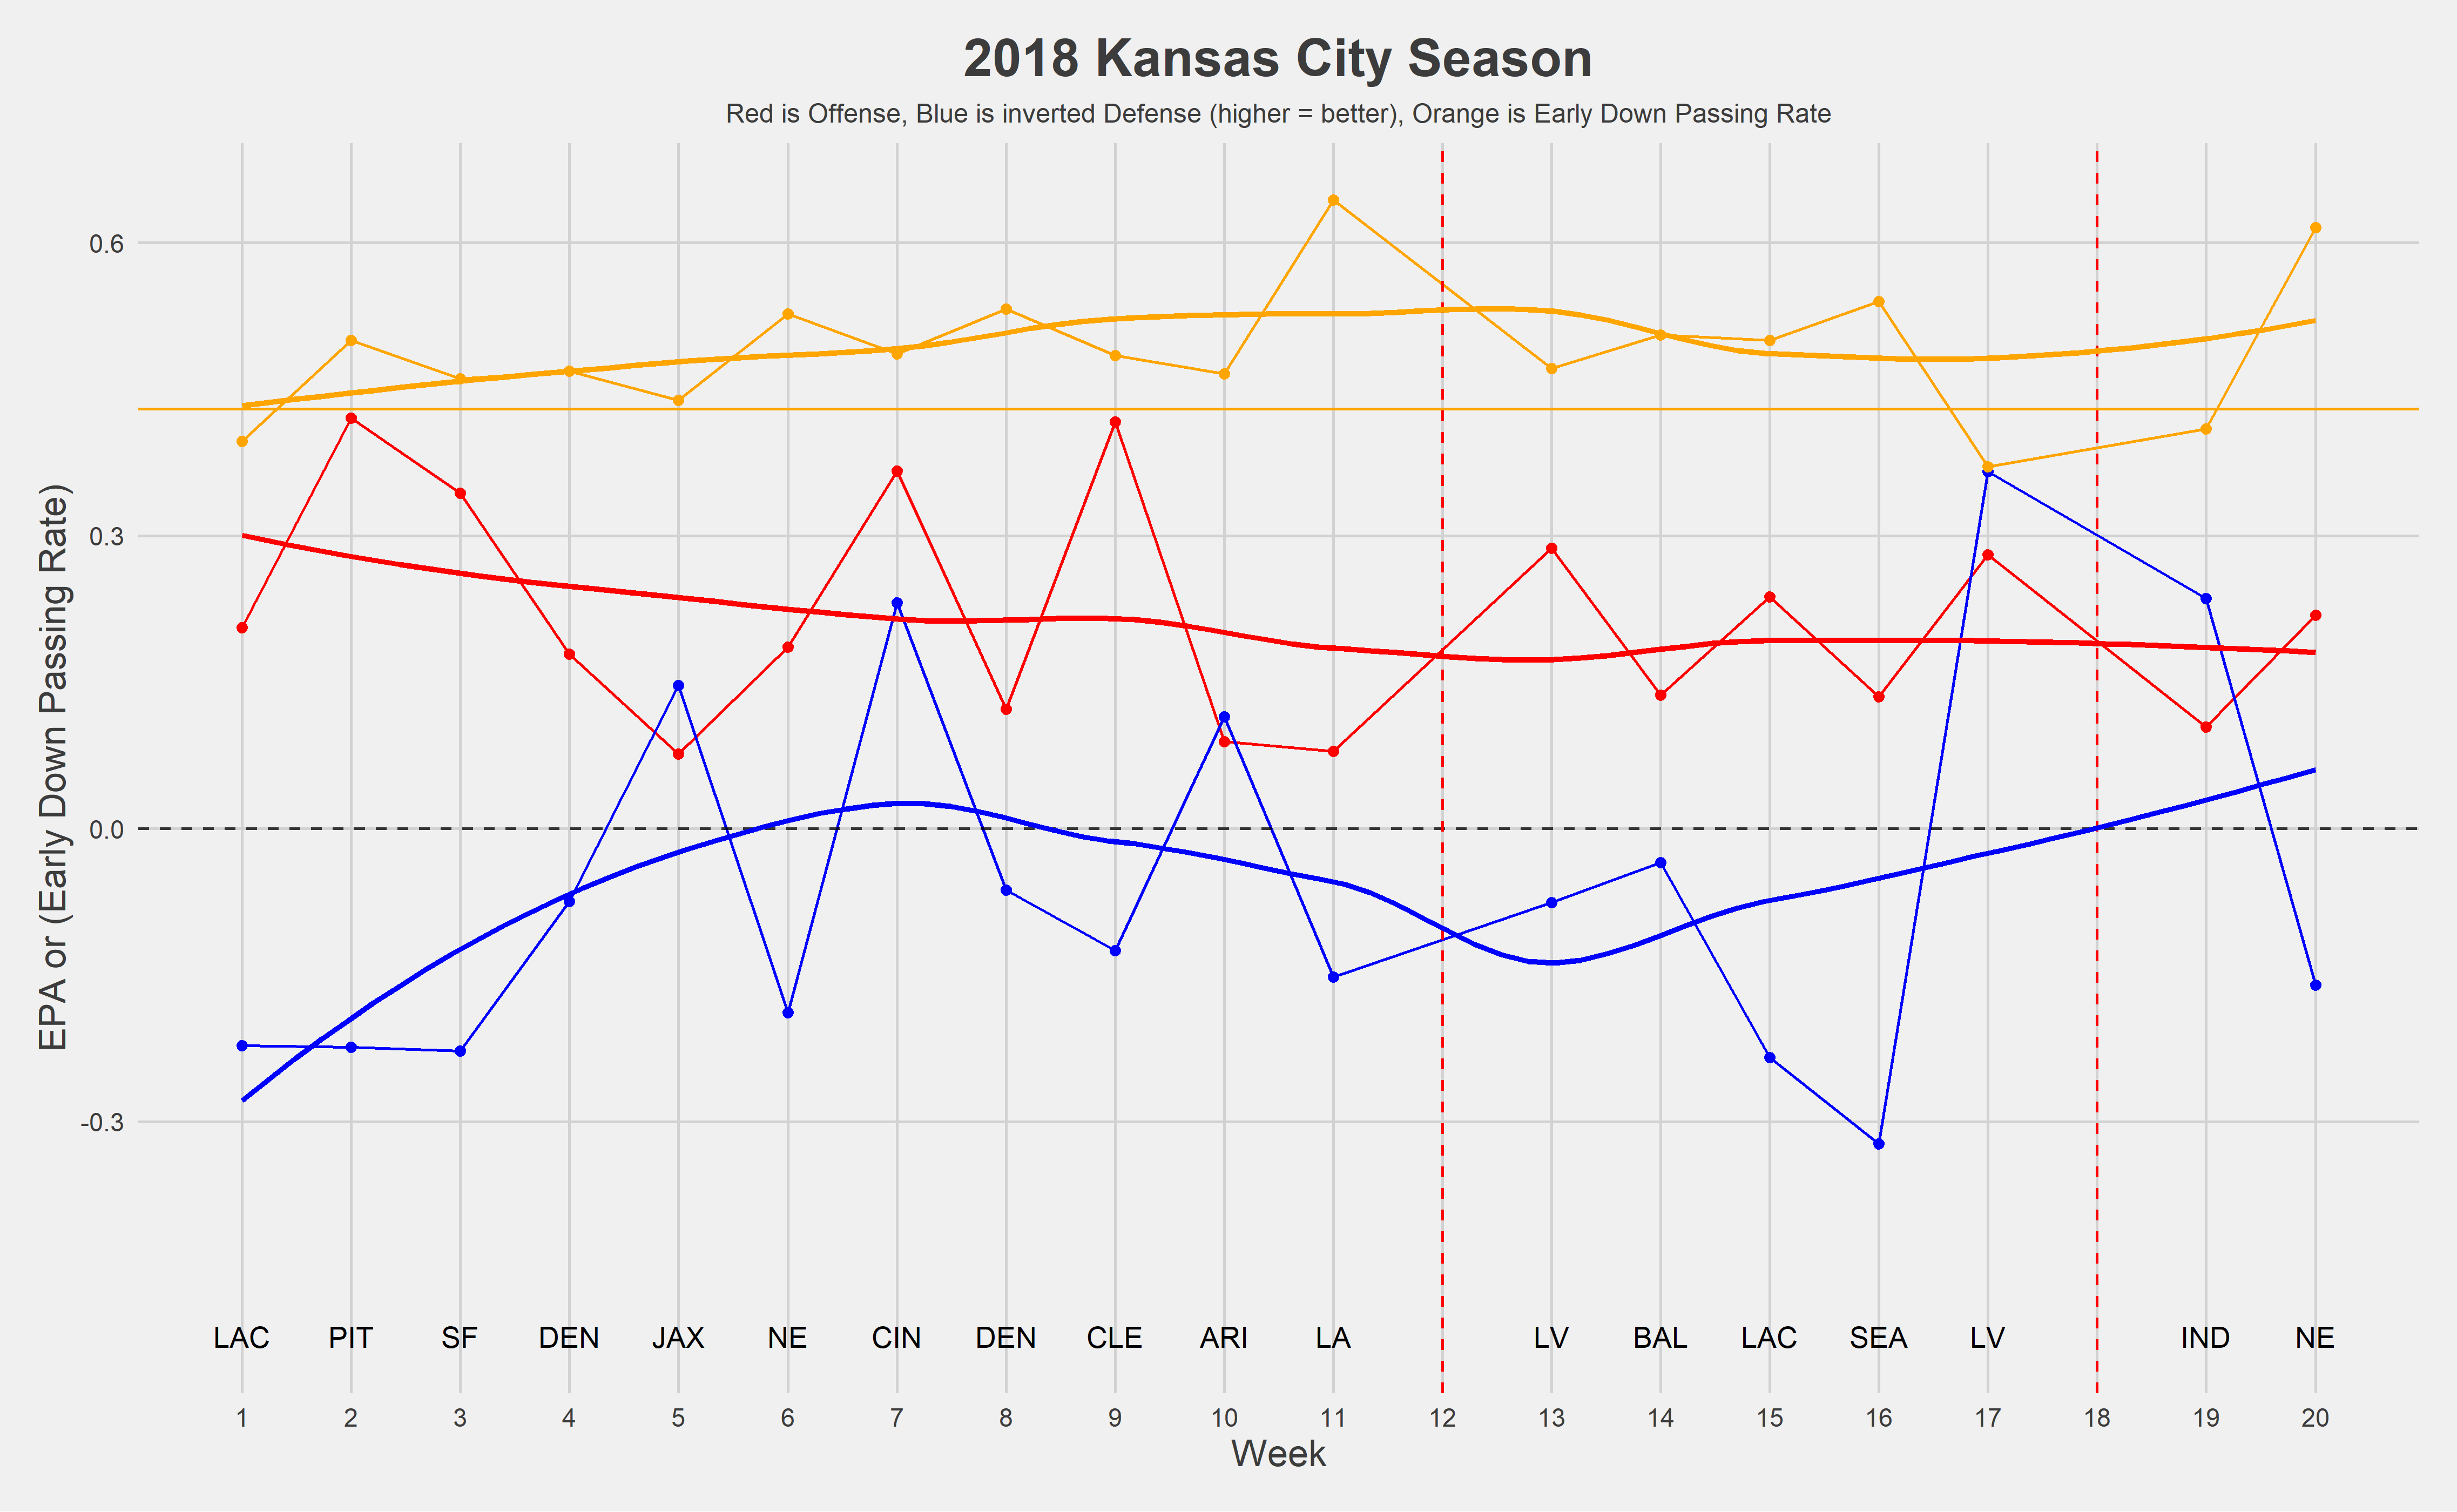 2018 Kansas City Season
Red is Offense, Blue is inverted Defense (higher = better), Orange is Early Down Passing Rate
EPA or (Early Down Passing Rate)
0.6
0.3
0.0
-0.3
LAC PIT SF DEN JAX NE CIN DEN CLE ARI LA LV BAL LAC SEA LV IND NE
1 2 3 4 5 6 7 8 9 10 11 12 13 14 15 16 17 18 19 20
Week